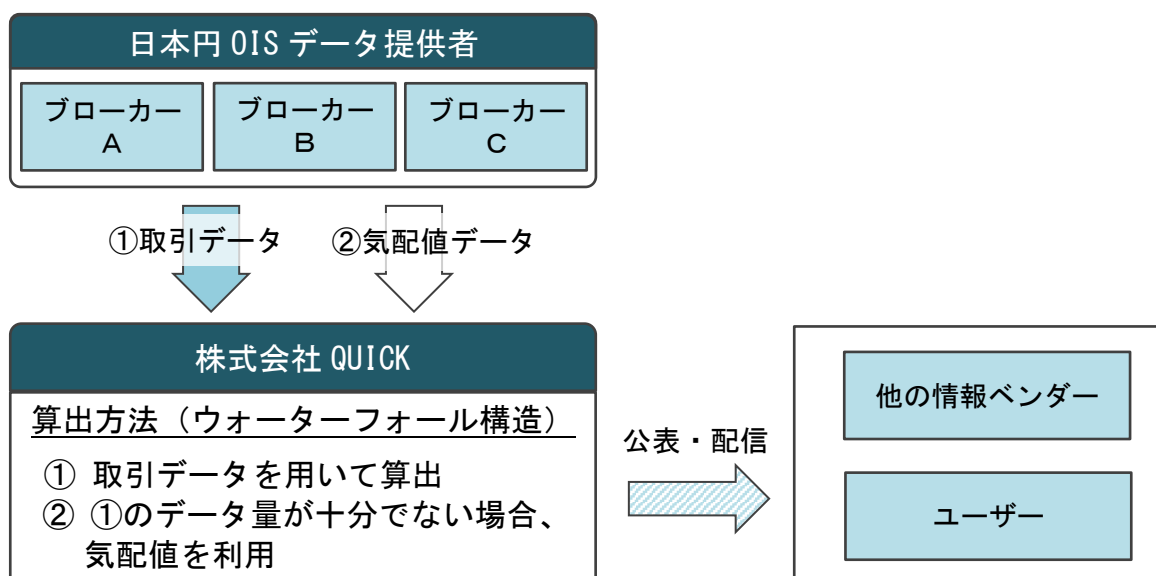 日本円 OIS データ提供者
ブローカー
A
ブローカー
B
ブローカー
C
①取引データ
②気配値データ
株式会社 QUICK
算出方法（ウォーターフォール構造）
① 取引データを用いて算出
② ①のデータ量が十分でない場合、
気配値を利用
公表・配信
他の情報ベンダー
ユーザー